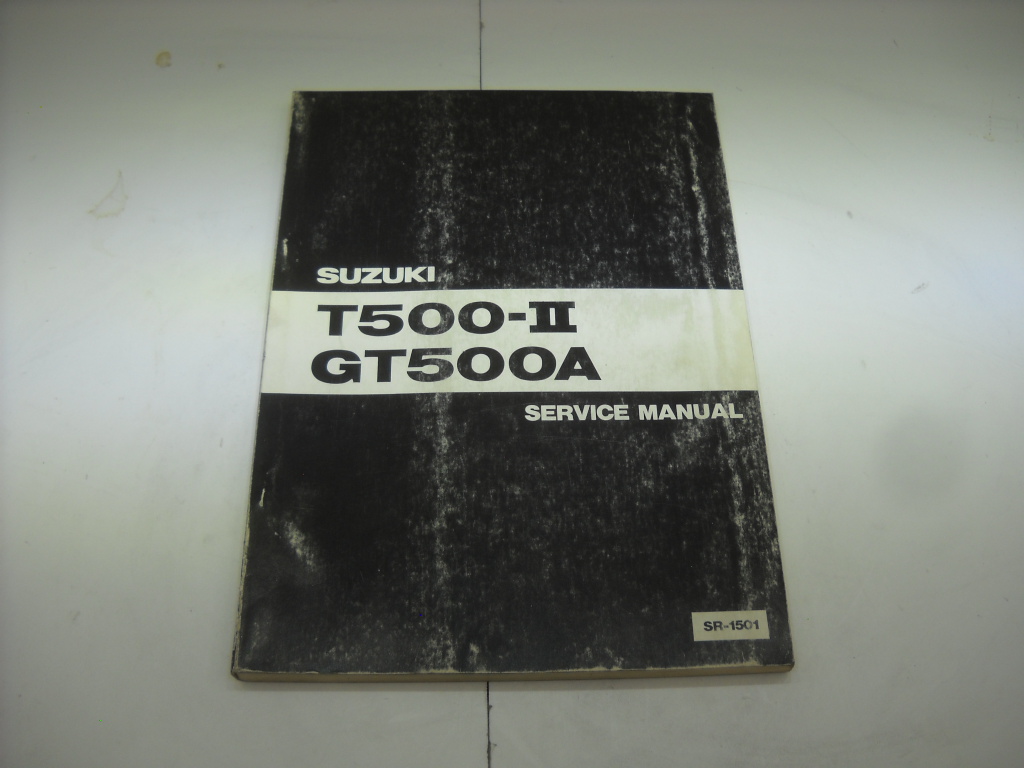 SUZUKI
T500-II
GT500A
SERVICE MANUAL
SR-1501